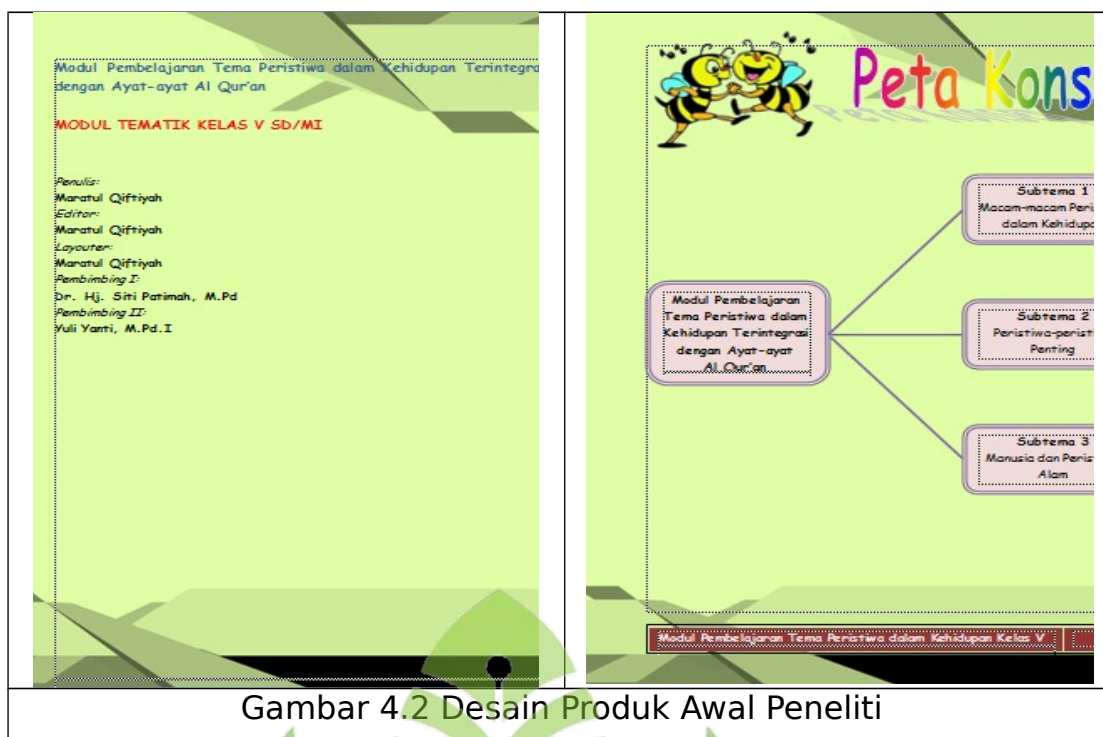 Modul Pembelajaran Tema Peristiwa dalam Kehidupan Terintegra
dengan Ayat-ayat Al Qur'an
MODUL TEMATIK KELAS V SD/MI
Penulis:
Maratul Qiftiyah
Editor:
Maratul Qiftiyah
Layouter:
Maratul Qiftiyah
Pembimbing I:
Dr. Hj. Siti Patimah, M.Pd
Pembimbing II:
Yuli Yanti, M.Pd.I
Peta Kons
Modul Pembelajaran
Tema Peristiwa dalam
Kehidupan Terintegrasi
dengan Ayat-ayat
Al Qur'an
Subtema 1
Macam-macam Peri
dalam Kehidup
Subtema 2
Peristiwa-perist
Penting
Subtema 3
Manusia dan Peris
Alam
Modul Pembelajaran Tema Peristiwa dalam Kehidupan Kelas V
Gambar 4.2 Desain Produk Awal Peneliti